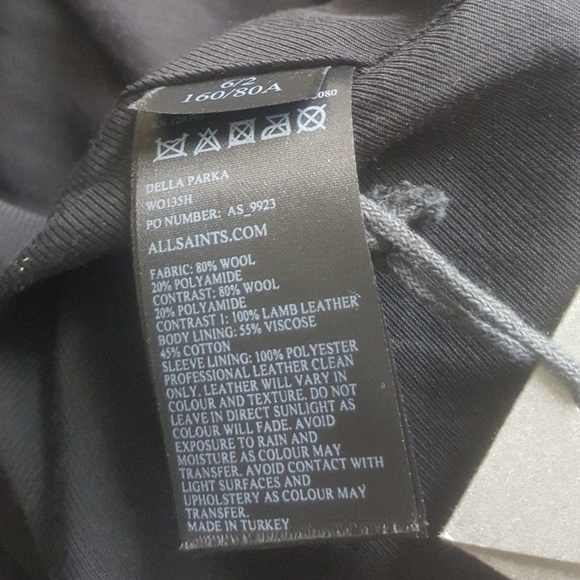 6/2
160/80A
DELLA PARKA
WO135H
PO NUMBER: AS_9923
ALLSAINTS.COM
FABRIC: 80% WOOL
20% POLYAMIDE
CONTRAST: 80% WOOL
20% POLYAMIDE
CONTRAST 1: 100% LAMB LEATHER
BODY LINING: 55% VISCOSE
45% COTTON
SLEEVE LINING: 100% POLYESTER
PROFESSIONAL LEATHER CLEAN
ONLY. LEATHER WILL VARY IN
COLOUR AND TEXTURE. DO NOT
LEAVE IN DIRECT SUNLIGHT AS
COLOUR WILL FADE. AVOID
EXPOSURE TO RAIN AND
MOISTURE AS COLOUR MAY
TRANSFER. AVOID CONTACT WITH
LIGHT SURFACES AND
UPHOLSTERY AS COLOUR MAY
TRANSFER.
MADE IN TURKEY